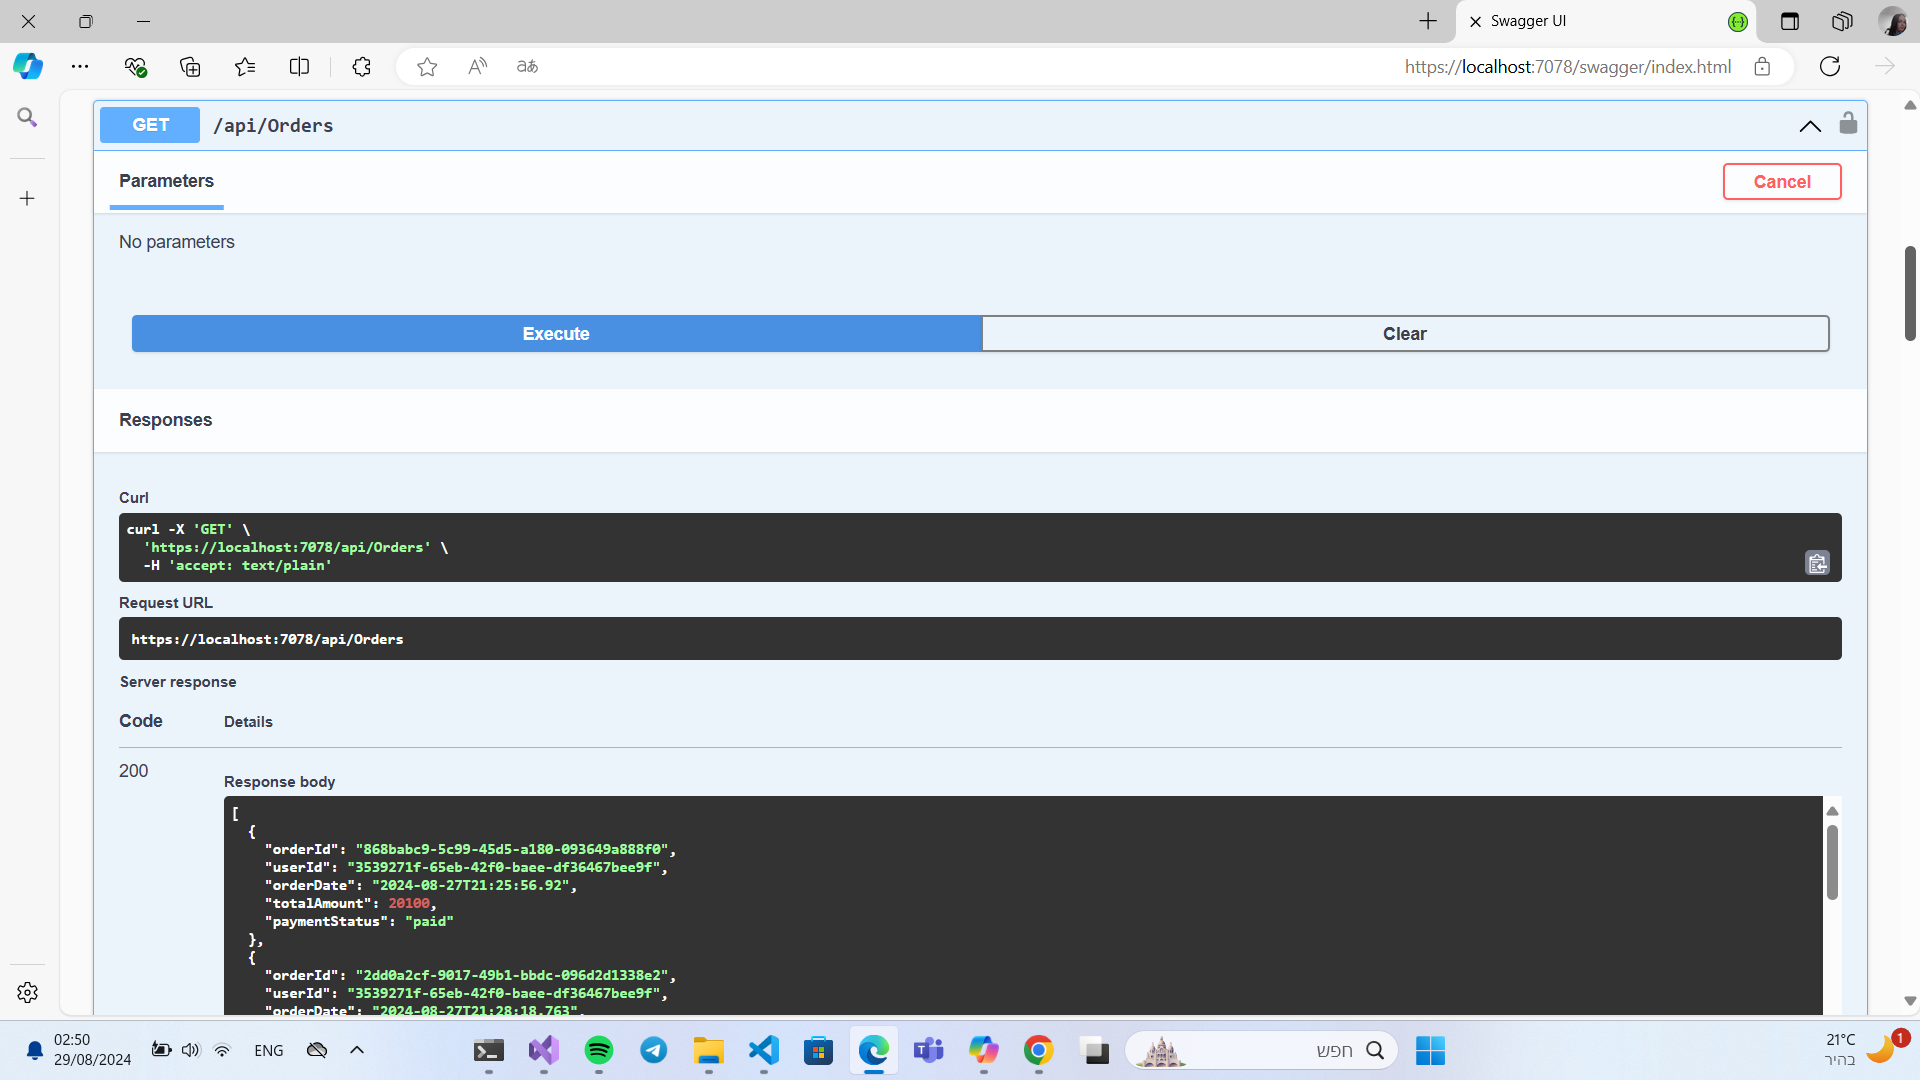 Swagger UI
https://localhost:7078/swagger/index.html
GET /api/Orders
Parameters
Cancel
No parameters
Execute
Clear
Responses
Curl
curl -X 'GET' \
'https://localhost:7078/api/Orders' \
-H 'accept: text/plain'
Request URL
https://localhost:7078/api/Orders
Server response
Code Details
200
Response body
[
{
"orderId": "868babc9-5c99-45d5-a180-093649a888f0",
"userId": "3539271f-65eb-42f0-baee-df36467bee9f",
"orderDate": "2024-08-27T21:25:56.92",
"totalAmount": 20100,
"paymentStatus": "paid"
},
{
"orderId": "2dd0a2cf-9017-49b1-bbdc-096d2d1338e2",
"userId": "3539271f-65eb-42f0-baee-df36467bee9f",
"orderDate": "2024-08-27T21:28:18.763",
02:50
29/08/2024
ENG
חפש
21°C
בהיר
1